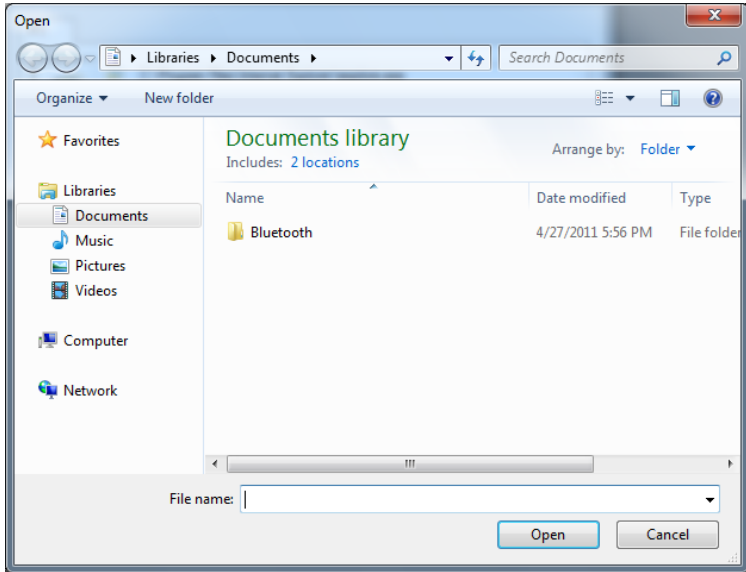 Open
Libraries Documents
Search Documents
Organize New folder
Favorites
Libraries
Documents
Music
Pictures
Videos
Computer
Network
Documents library
Includes: 2 locations
Arrange by: Folder
Name Date modified Type
Bluetooth 4/27/2011 5:56 PM File folder
File name:
Open Cancel